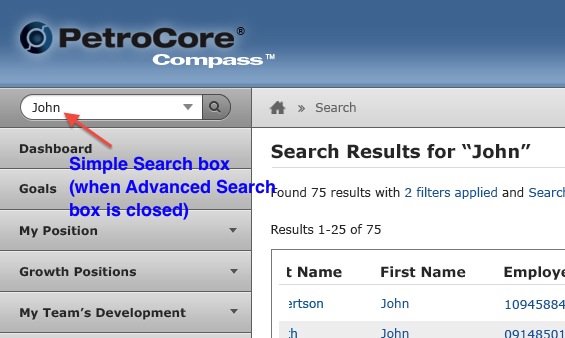 PetroCore®
Compass™
John
Search
Dashboard
Simple Search box
(when Advanced Search
box is closed)
Goals
My Position
Growth Positions
My Team's Development
Search Results for “John”
Found 75 results with 2 filters applied and Search
Results 1-25 of 75
t Name First Name Employe
ertson John 10945884
th John 09148501